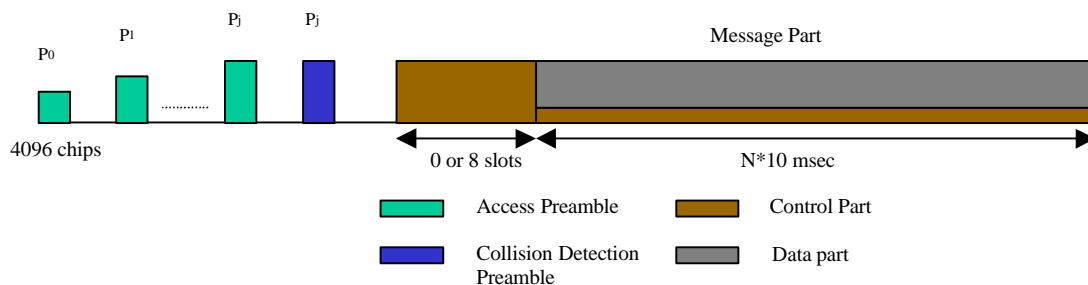 P0
P1
Pj
Pj
Message Part
.............
4096 chips
0 or 8 slots
N*10 msec
Access Preamble
Control Part
Collision Detection
Preamble
Data part